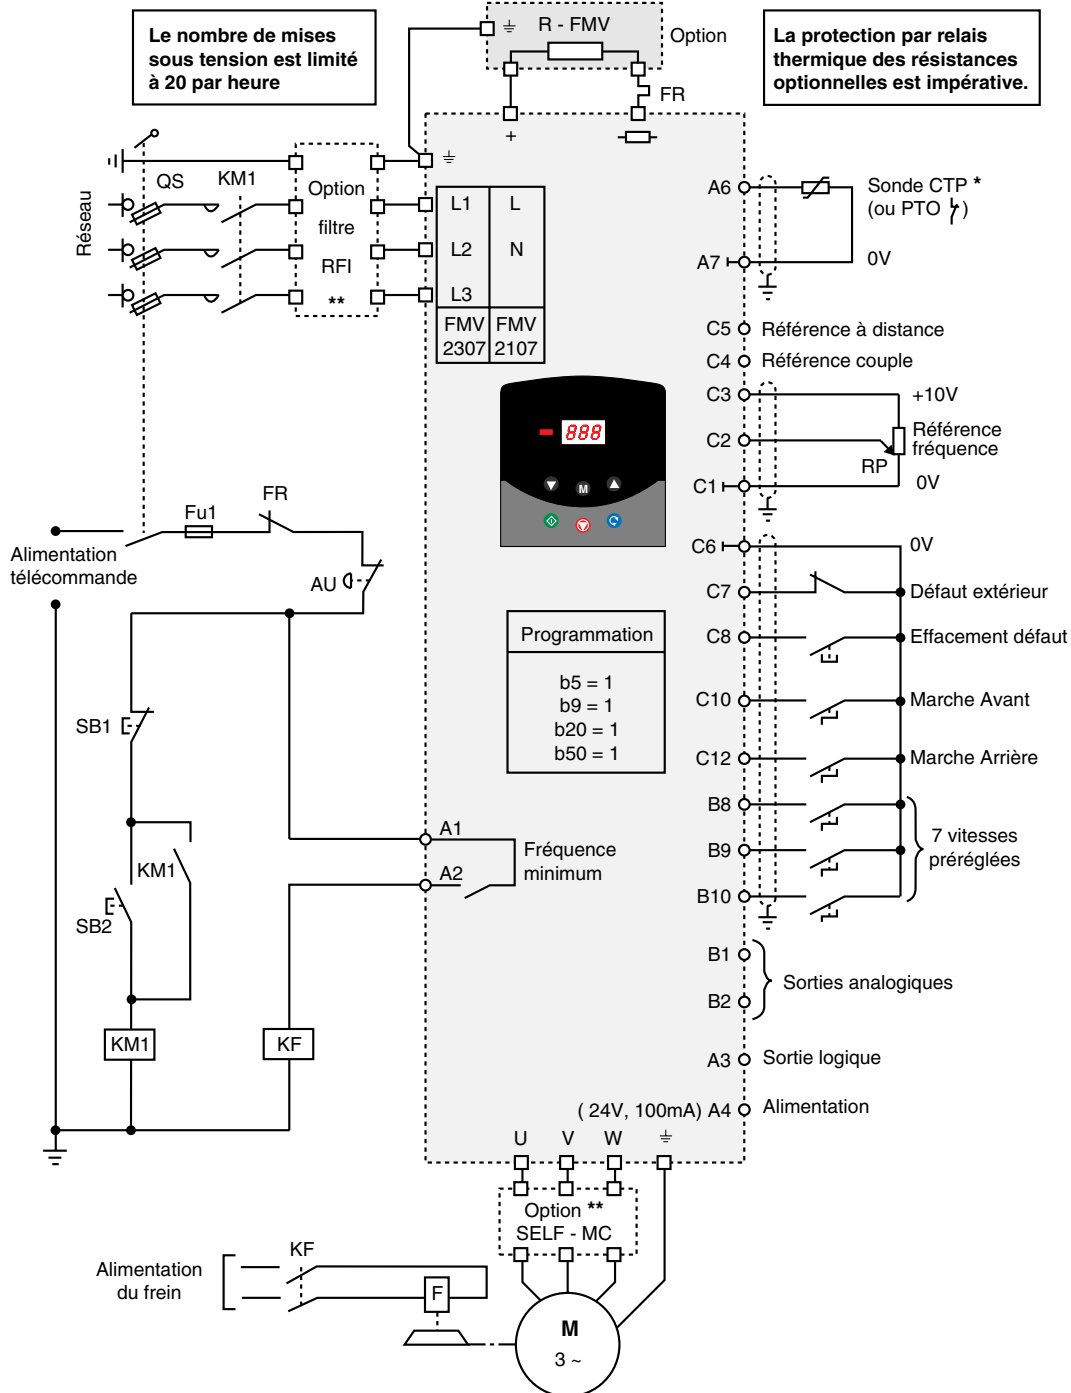 Le nombre de mises
sous tension est limité
à 20 par heure
R - FMV
Option
La protection par relais
thermique des résistances
optionnelles est impérative.
FR
+
Réseau
QS
KM1
Option
filtre
RFI
**
L1
L
L2
N
L3
FMV
2307
FMV
2107
A6
Sonde CTP *
(ou PTO )
A7
0V
C5
Référence à distance
C4
Référence couple
C3
+10V
C2
Référence
fréquence
RP
C1
0V
888
M
Fu1
FR
Alimentation
télécommande
AU
C6
0V
C7
Défaut extérieur
C8
Effacement défaut
Programmation
b5 = 1
b9 = 1
b20 = 1
b50 = 1
C10
Marche Avant
C12
Marche Arrière
SB1
B8
B9
B10
7 vitesses
préréglées
A1
A2
Fréquence
minimum
KM1
SB2
B1
B2
Sorties analogiques
KM1
KF
A3
Sortie logique
( 24V, 100mA) A4
Alimentation
U
V
W
Option **
SELF - MC
Alimentation
du frein
KF
F
M
3 ~